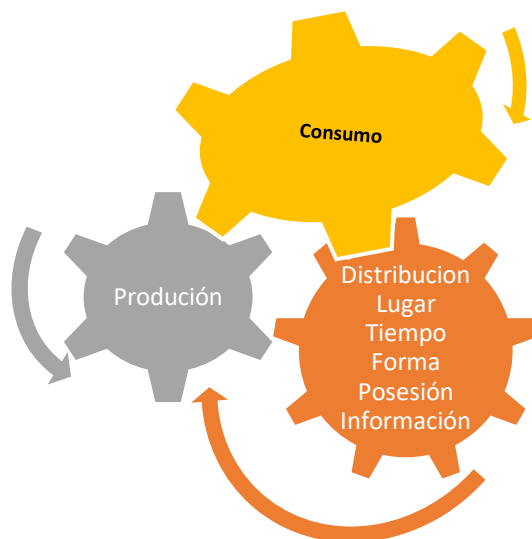 Consumo
Produción
Distribucion
Lugar
Tiempo
Forma
Posesión
Información